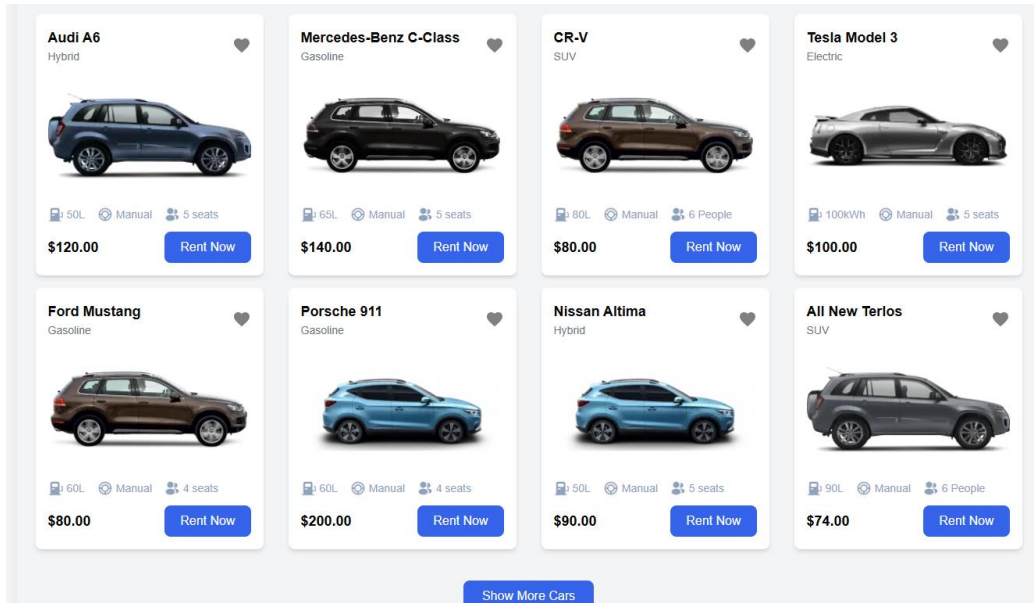 Audi A6
Hybrid
50L Manual 5 seats
$120.00 Rent Now
Mercedes-Benz C-Class
Gasoline
65L Manual 5 seats
$140.00 Rent Now
CR-V
SUV
80L Manual 6 People
$80.00 Rent Now
Tesla Model 3
Electric
100kWh Manual 5 seats
$100.00 Rent Now
Ford Mustang
Gasoline
60L Manual 4 seats
$80.00 Rent Now
Porsche 911
Gasoline
60L Manual 4 seats
$200.00 Rent Now
Nissan Altima
Hybrid
50L Manual 5 seats
$90.00 Rent Now
All New Terlos
SUV
90L Manual 6 People
$74.00 Rent Now
Show More Cars